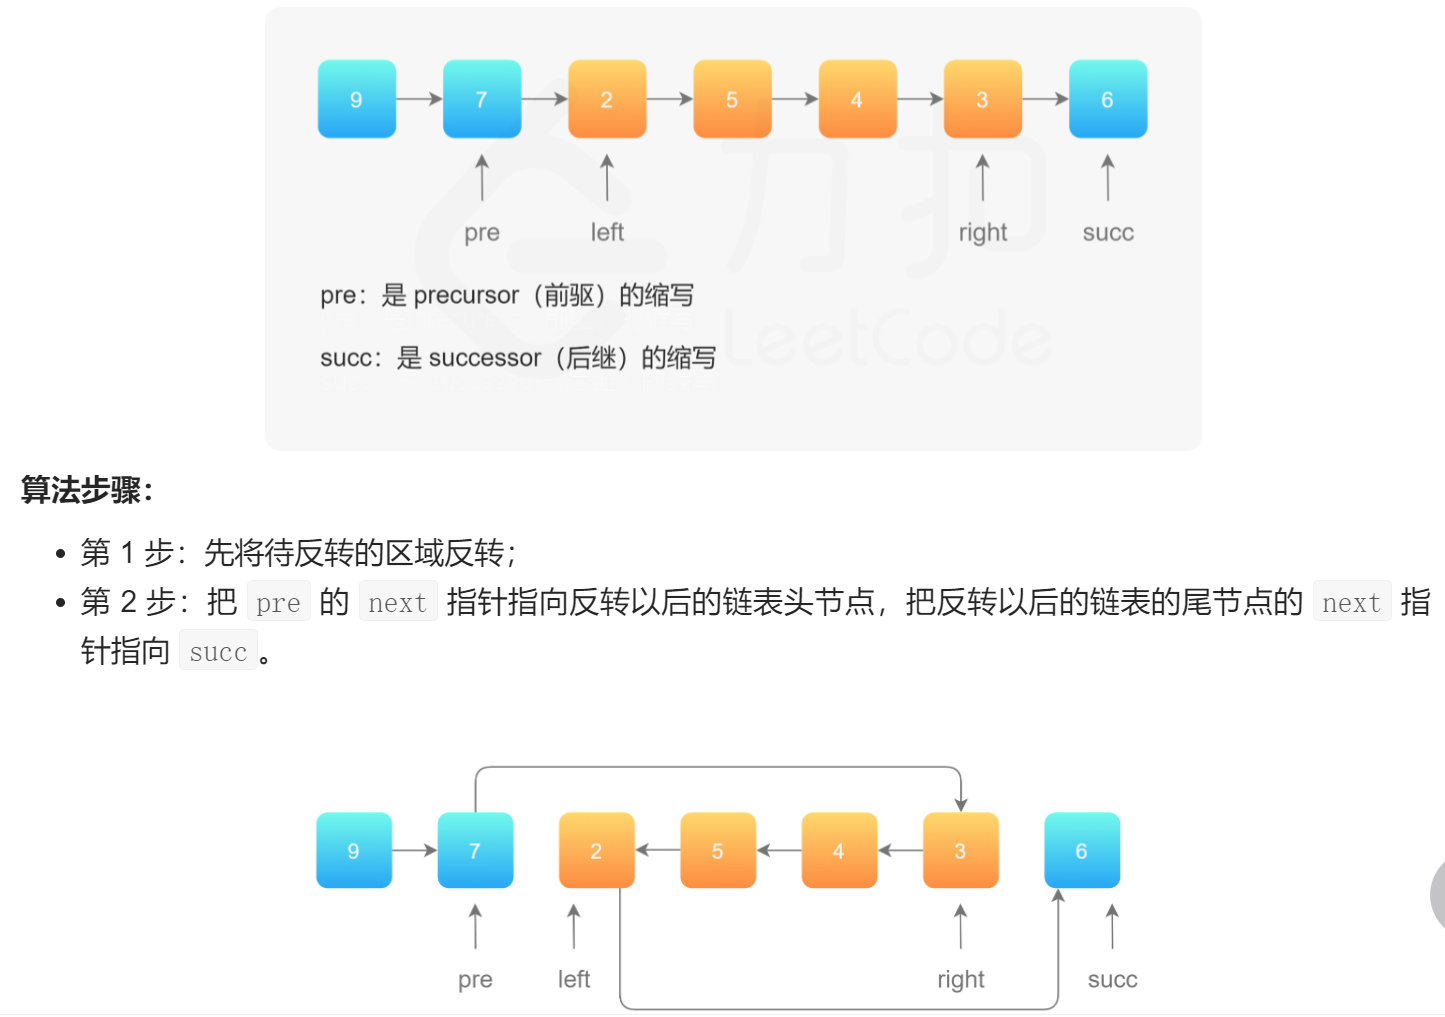 9 7 2 5 4 3 6
pre left right succ
pre：是 precursor（前驱）的缩写
succ：是 successor（后继）的缩写
力扣
LeetCode
算法步骤：
• 第 1 步：先将待反转的区域反转；
• 第 2 步：把 pre 的 next 指针指向反转以后的链表头节点，把反转以后的链表的尾节点的 next 指
针指向 succ 。
9 7 2 5 4 3 6
pre left right succ